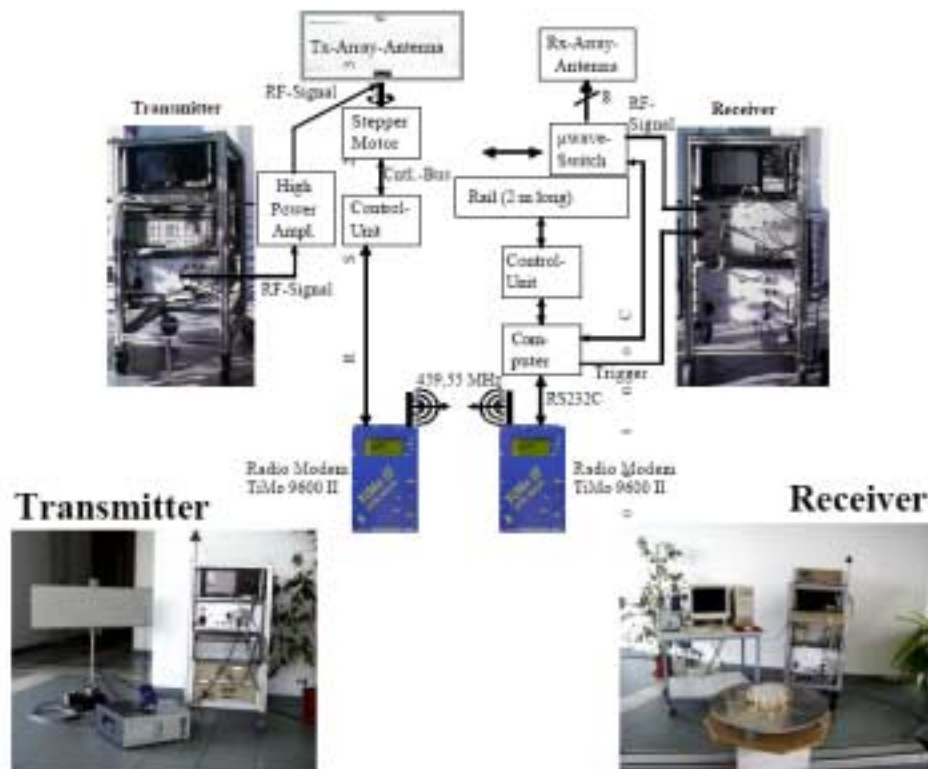 Tx-Array-Antenna
Rx-Array-
Antenna
RF-Signal
8
RF-
Signal
Transmitter
Receiver
Stepper
Motor
μwave-
Switch
Cntl.-Bus
High
Power
Ampl.
Control-
Unit
Rail (2 m long)
RF-Signal
Control-
Unit
Com-
puter
Trigger
459,55 MHz
RS232C
Radio Modem
TiMo 9600 II
Radio Modem
TiMo 9600 II
Transmitter
Receiver